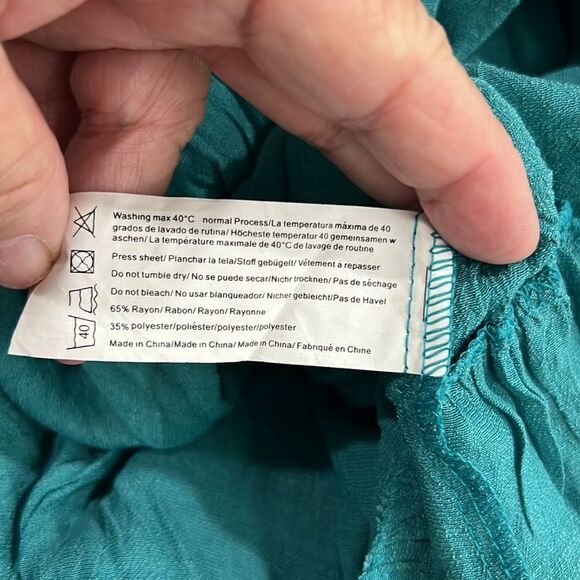 Washing max 40°C normal Process/La temperatura máxima de 40
grados de lavado de rutina/ Höcheste temperatur 40 gemeinsamen w
aschen/ La température maximale de 40°C de lavage de routine
Press sheet/ Planchar la tela/Stoff gebügelt/ Vêtement à repasser
Do not tumble dry/ No se puede secar/Nichr trocknen/ Pas de séchage
Do not bleach/ No usar blanqueador/ Nicher gebleicht/ Pas de Havel
65% Rayon/ Rabon/ Rayon/ Rayonne
35% polyester/poliéster/polyester/polyester
Made in China/ Made in China/ Made in China/ Fabriqué en Chine
40